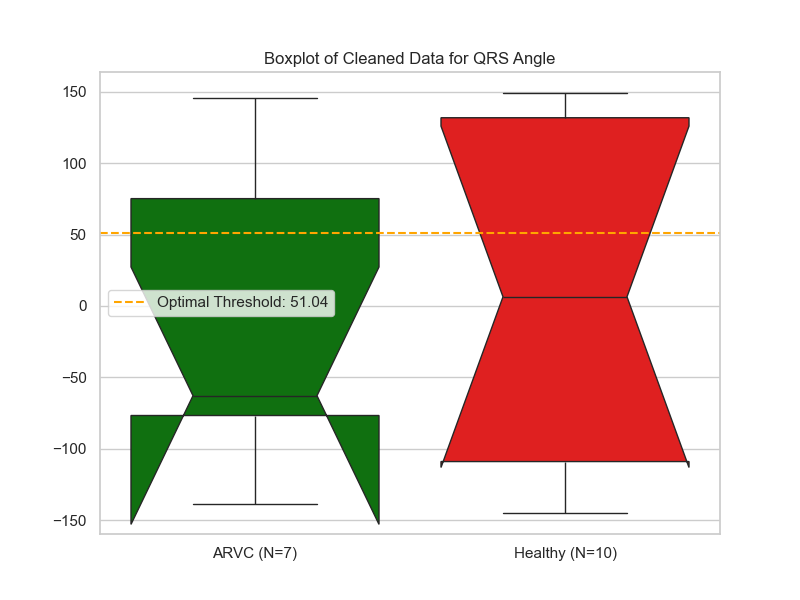 Boxplot of Cleaned Data for QRS Angle
150
100
50
0
−50
−100
−150
Optimal Threshold: 51.04
ARVC (N=7)
Healthy (N=10)